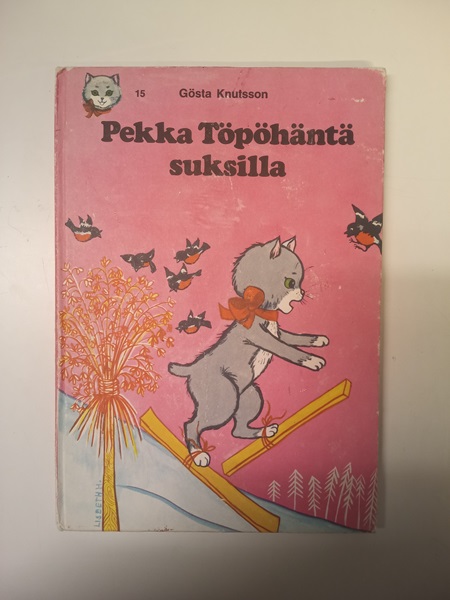 15 Gösta Knutsson
Pekka Töpöhäntä
suksilla